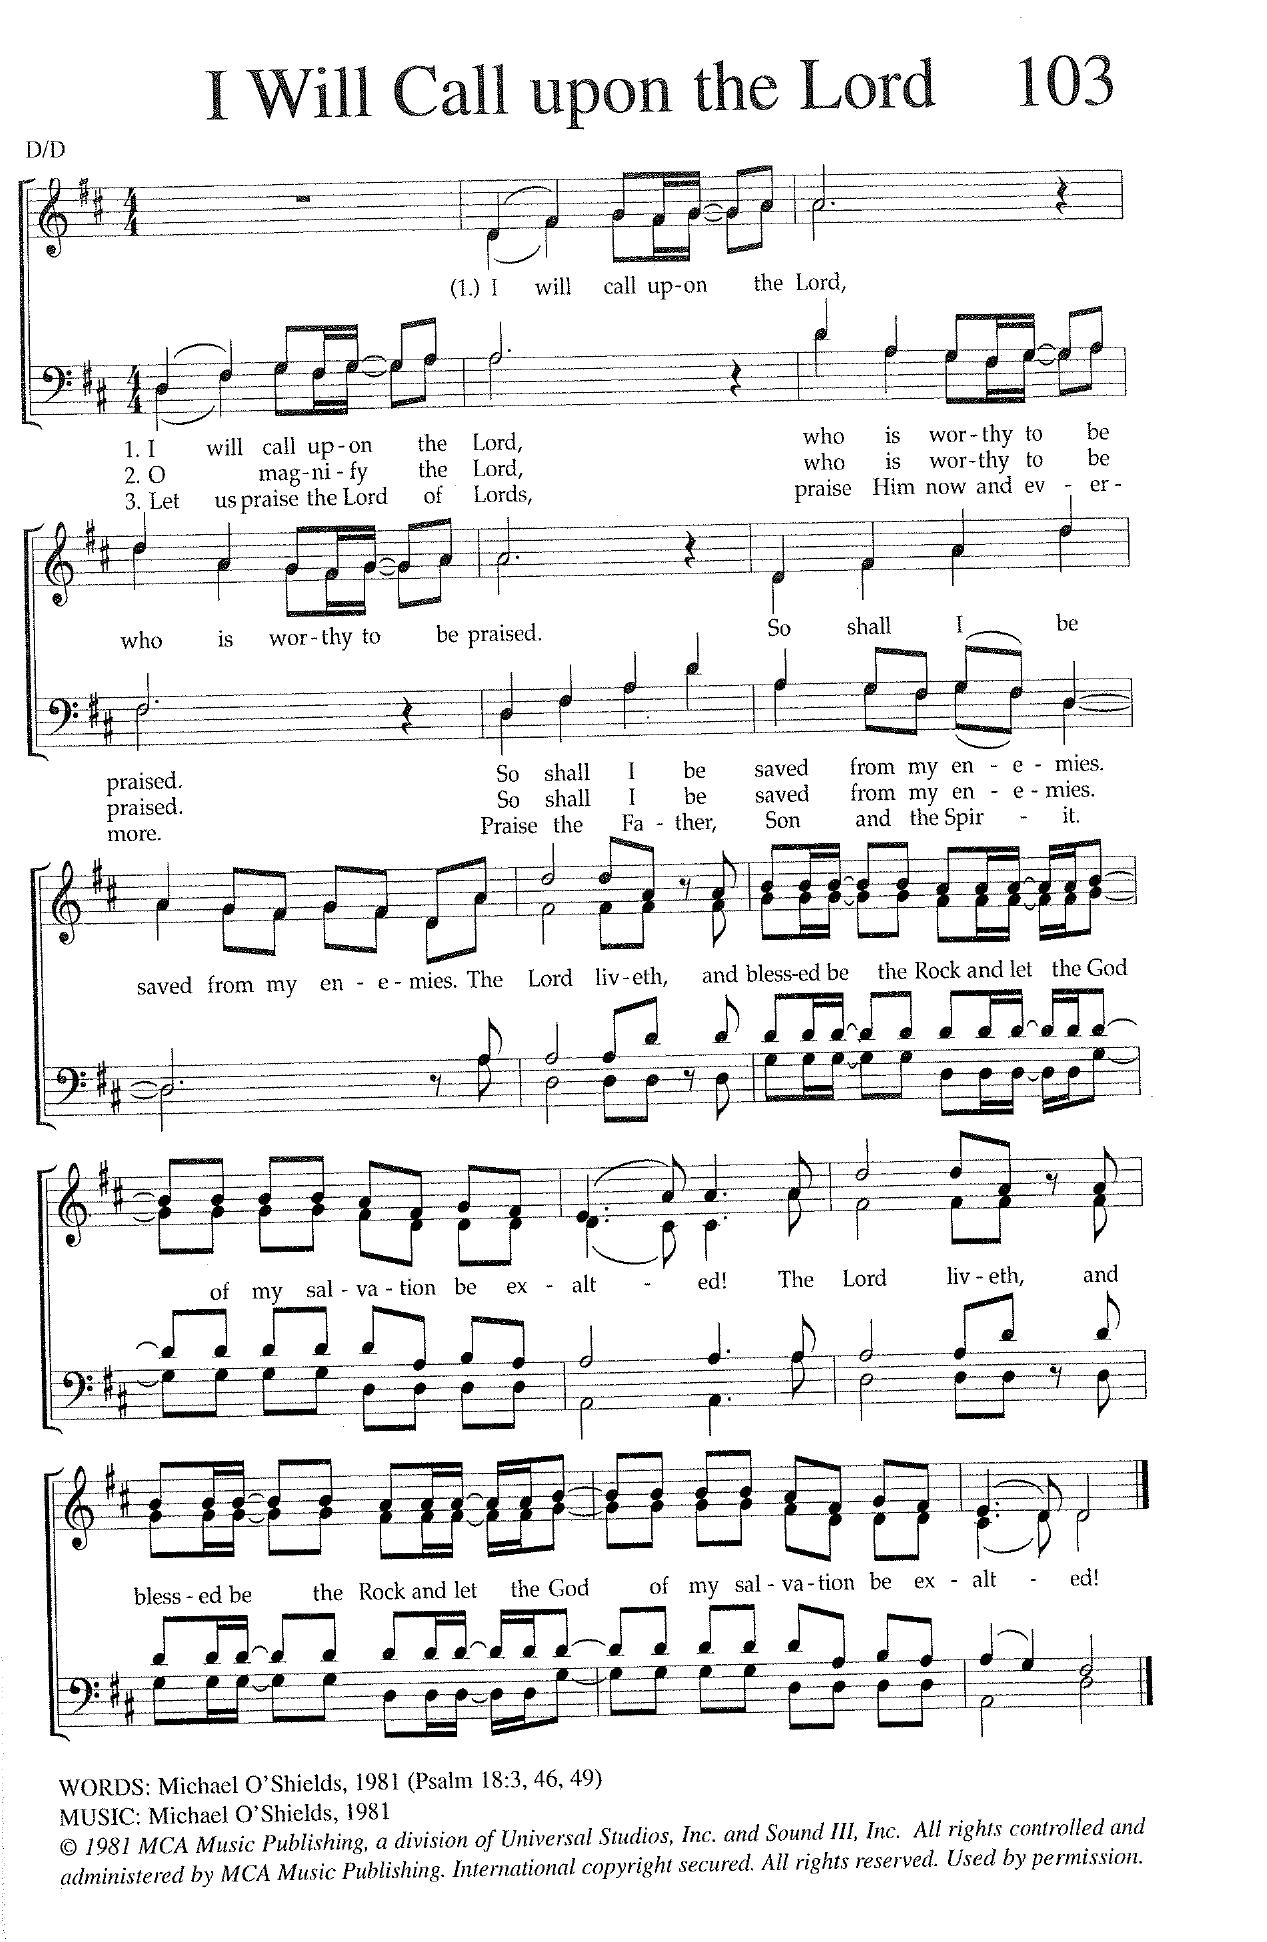 I Will Call upon the Lord 103
D/D
(1.) I will call up-on the Lord,
1. I will call up-on the Lord, who is wor-thy to be
2. O mag-ni-fy the Lord, who is wor-thy to be
3. Let us praise the Lord of Lords, praise Him now and ev - er-
who is wor-thy to be praised. So shall I be
praised. So shall I be saved from my en - e - mies.
praised. So shall I be saved from my en - e - mies.
more. Praise the Fa - ther, Son and the Spir - it.
saved from my en - e - mies. The Lord liv-eth, and bless-ed be the Rock and let the God
of my sal - va - tion be ex - alt - ed! The Lord liv - eth, and
bless - ed be the Rock and let the God of my sal - va - tion be ex - alt - ed!
WORDS: Michael O'Shields, 1981 (Psalm 18:3, 46, 49)
MUSIC: Michael O'Shields, 1981
© 1981 MCA Music Publishing, a division of Universal Studios, Inc. and Sound III, Inc. All rights controlled and
administered by MCA Music Publishing. International copyright secured. All rights reserved. Used by permission.